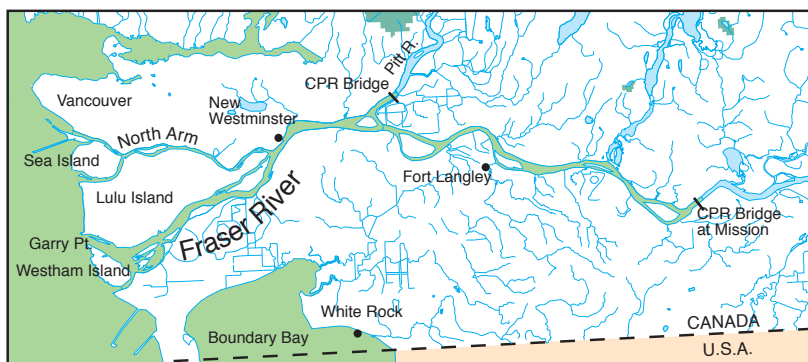 Pitt R.
CPR Bridge
Vancouver
New
Westminster
North Arm
Sea Island
Fort Langley
Lulu Island
Fraser River
CPR Bridge
at Mission
Garry Pt.
Westham Island
White Rock
Boundary Bay
CANADA
U.S.A.